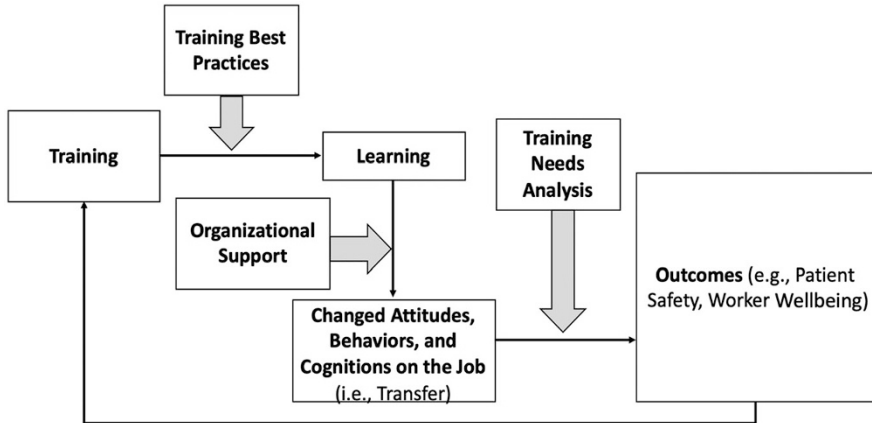 Training Best
Practices
Training
Learning
Training
Needs
Analysis
Organizational
Support
Outcomes (e.g., Patient
Safety, Worker Wellbeing)
Changed Attitudes,
Behaviors, and
Cognitions on the Job
(i.e., Transfer)